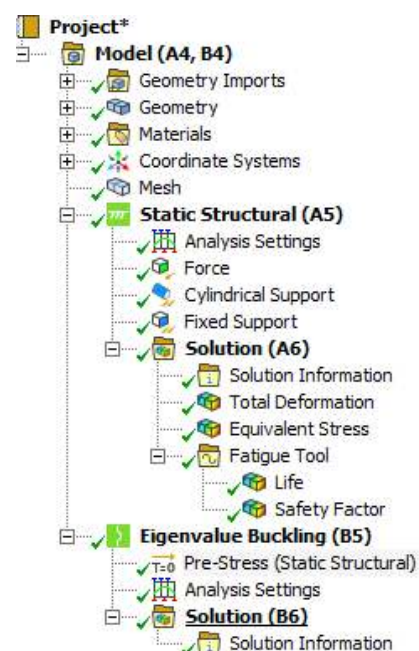 Project*
Model (A4, B4)
Geometry Imports
Geometry
Materials
Coordinate Systems
Mesh
Static Structural (A5)
Analysis Settings
Force
Cylindrical Support
Fixed Support
Solution (A6)
Solution Information
Total Deformation
Equivalent Stress
Fatigue Tool
Life
Safety Factor
Eigenvalue Buckling (B5)
T=0 Pre-Stress (Static Structural)
Analysis Settings
Solution (B6)
Solution Information